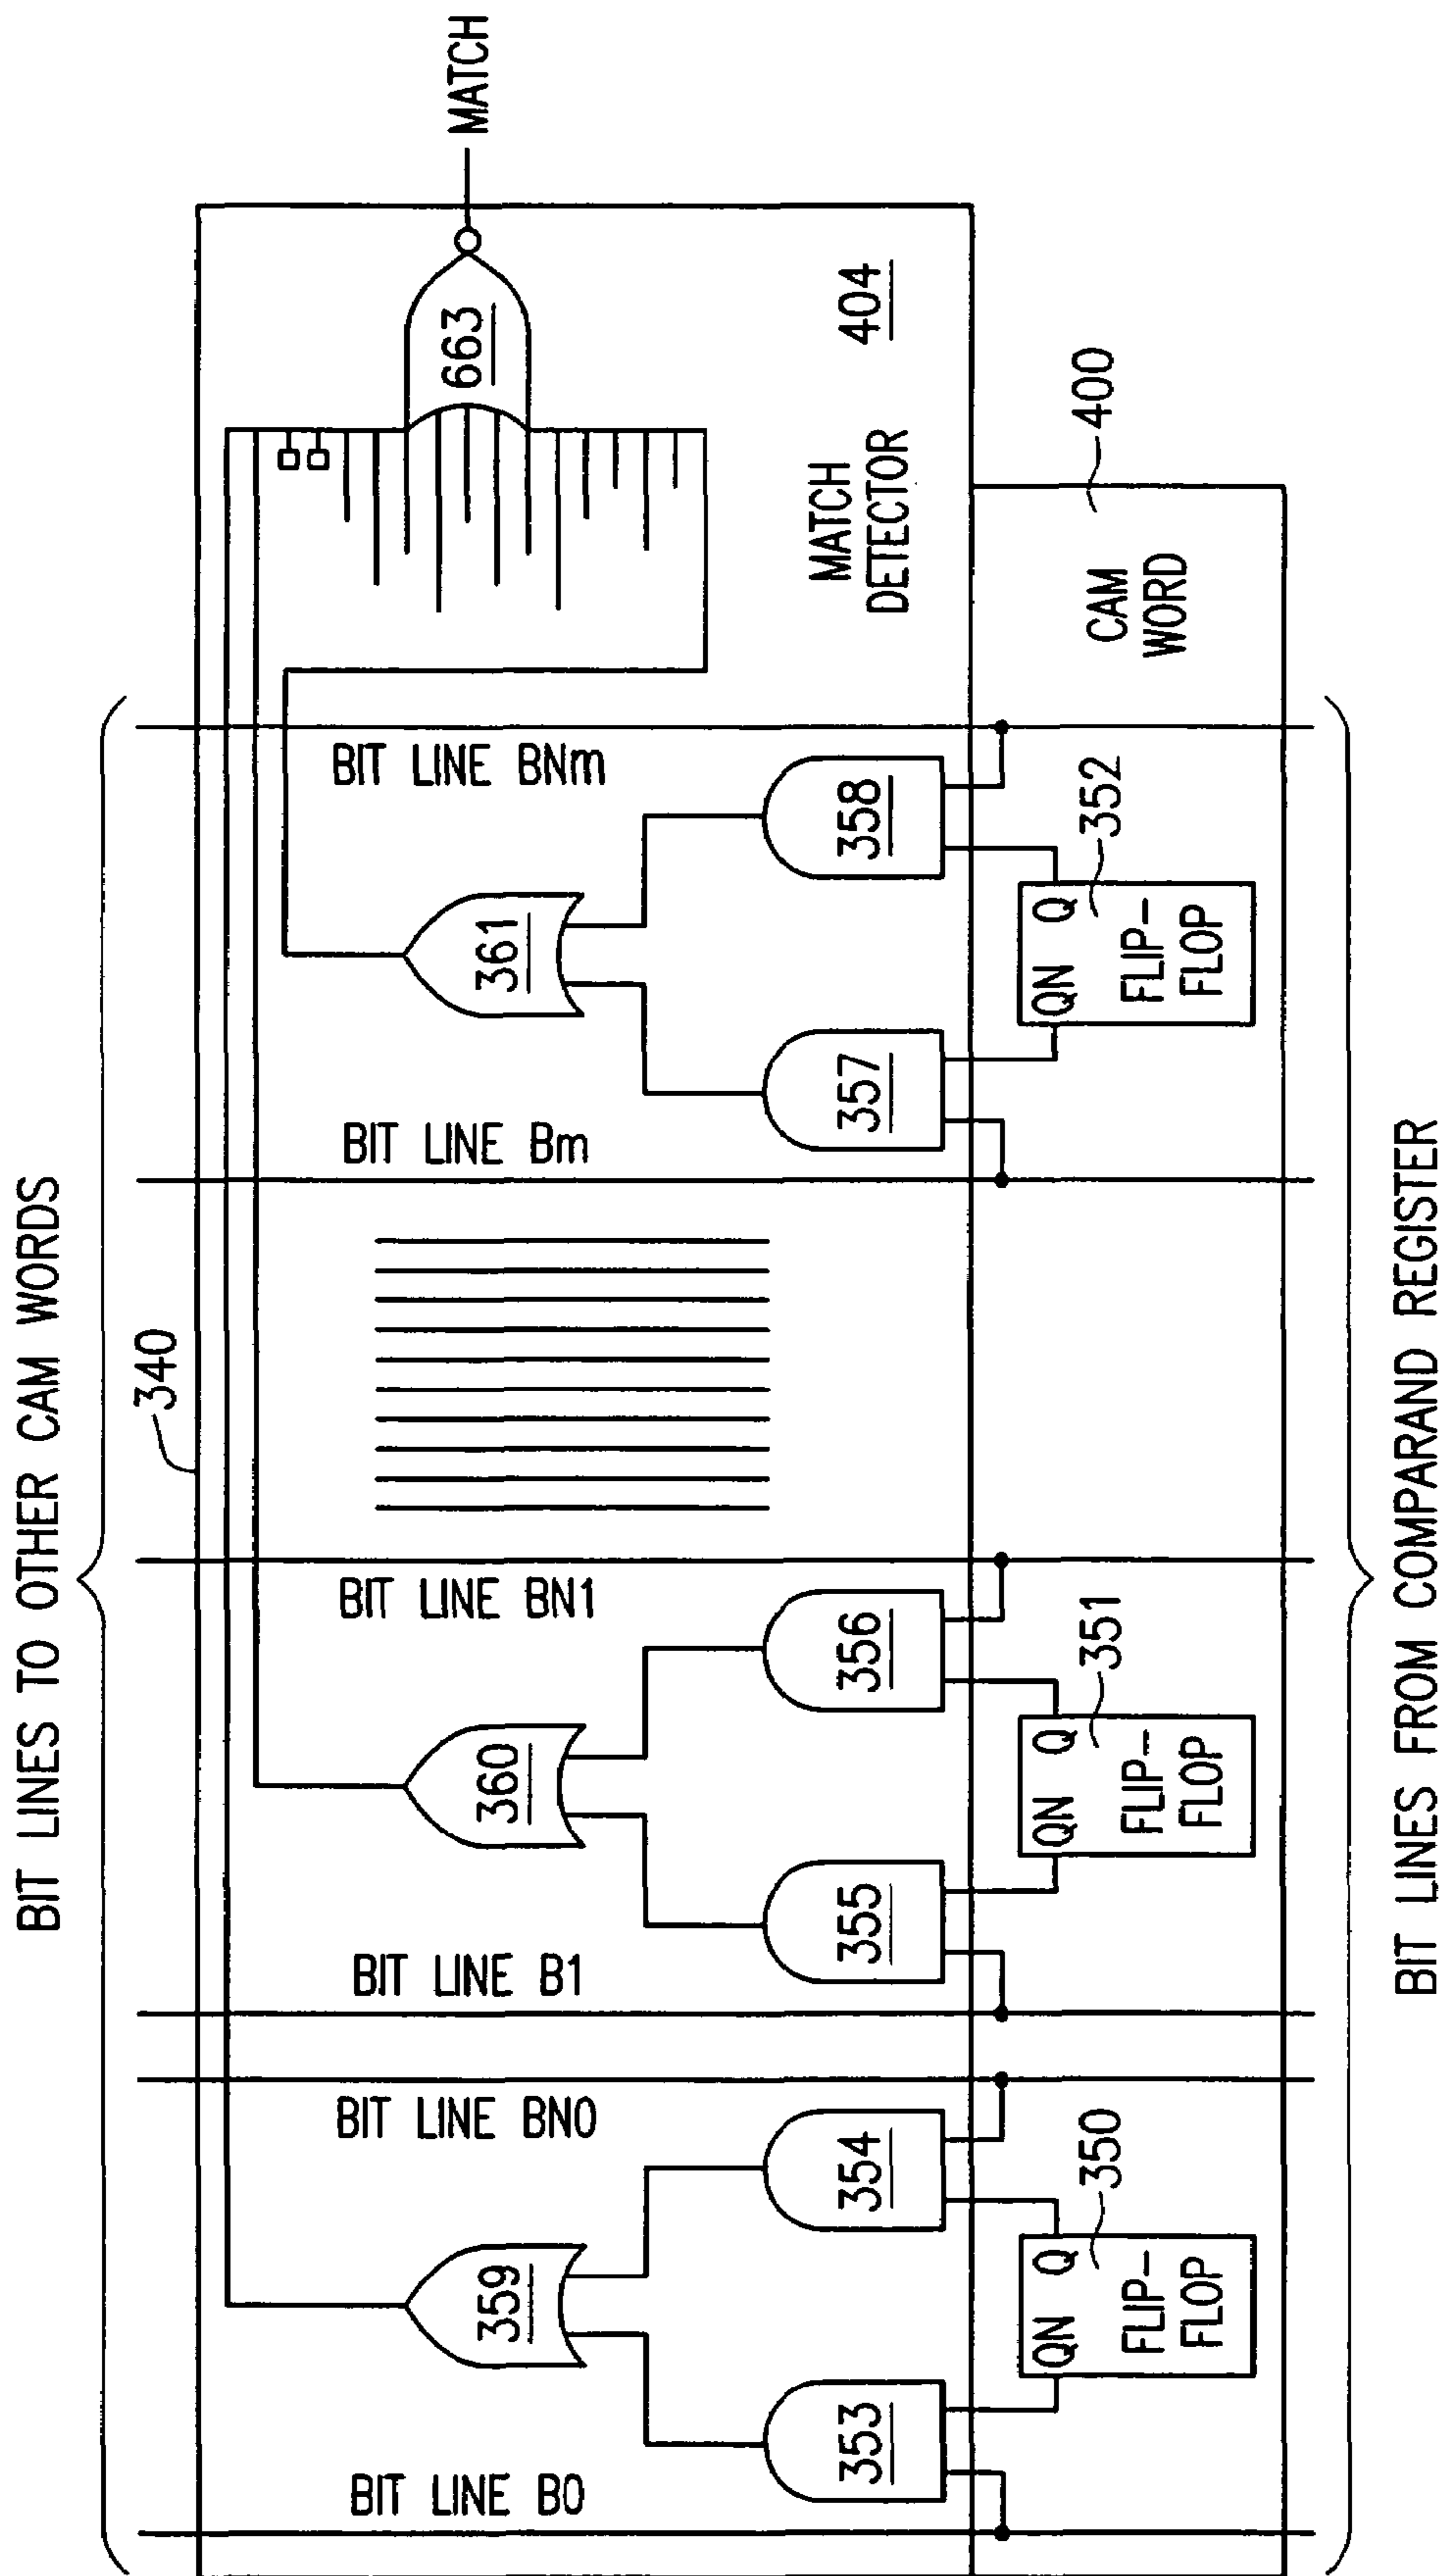 BIT LINES TO OTHER CAM WORDS
340
BIT LINE B0
BIT LINE BN0
BIT LINE B1
BIT LINE BN1
BIT LINE Bm
BIT LINE BNm
MATCH
359
360
361
663
353
354
355
356
357
358
MATCH
DETECTOR
404
QN Q
FLIP-
FLOP
350
QN Q
FLIP-
FLOP
351
QN Q
FLIP-
FLOP
352
CAM
WORD
400
BIT LINES FROM COMPARAND REGISTER